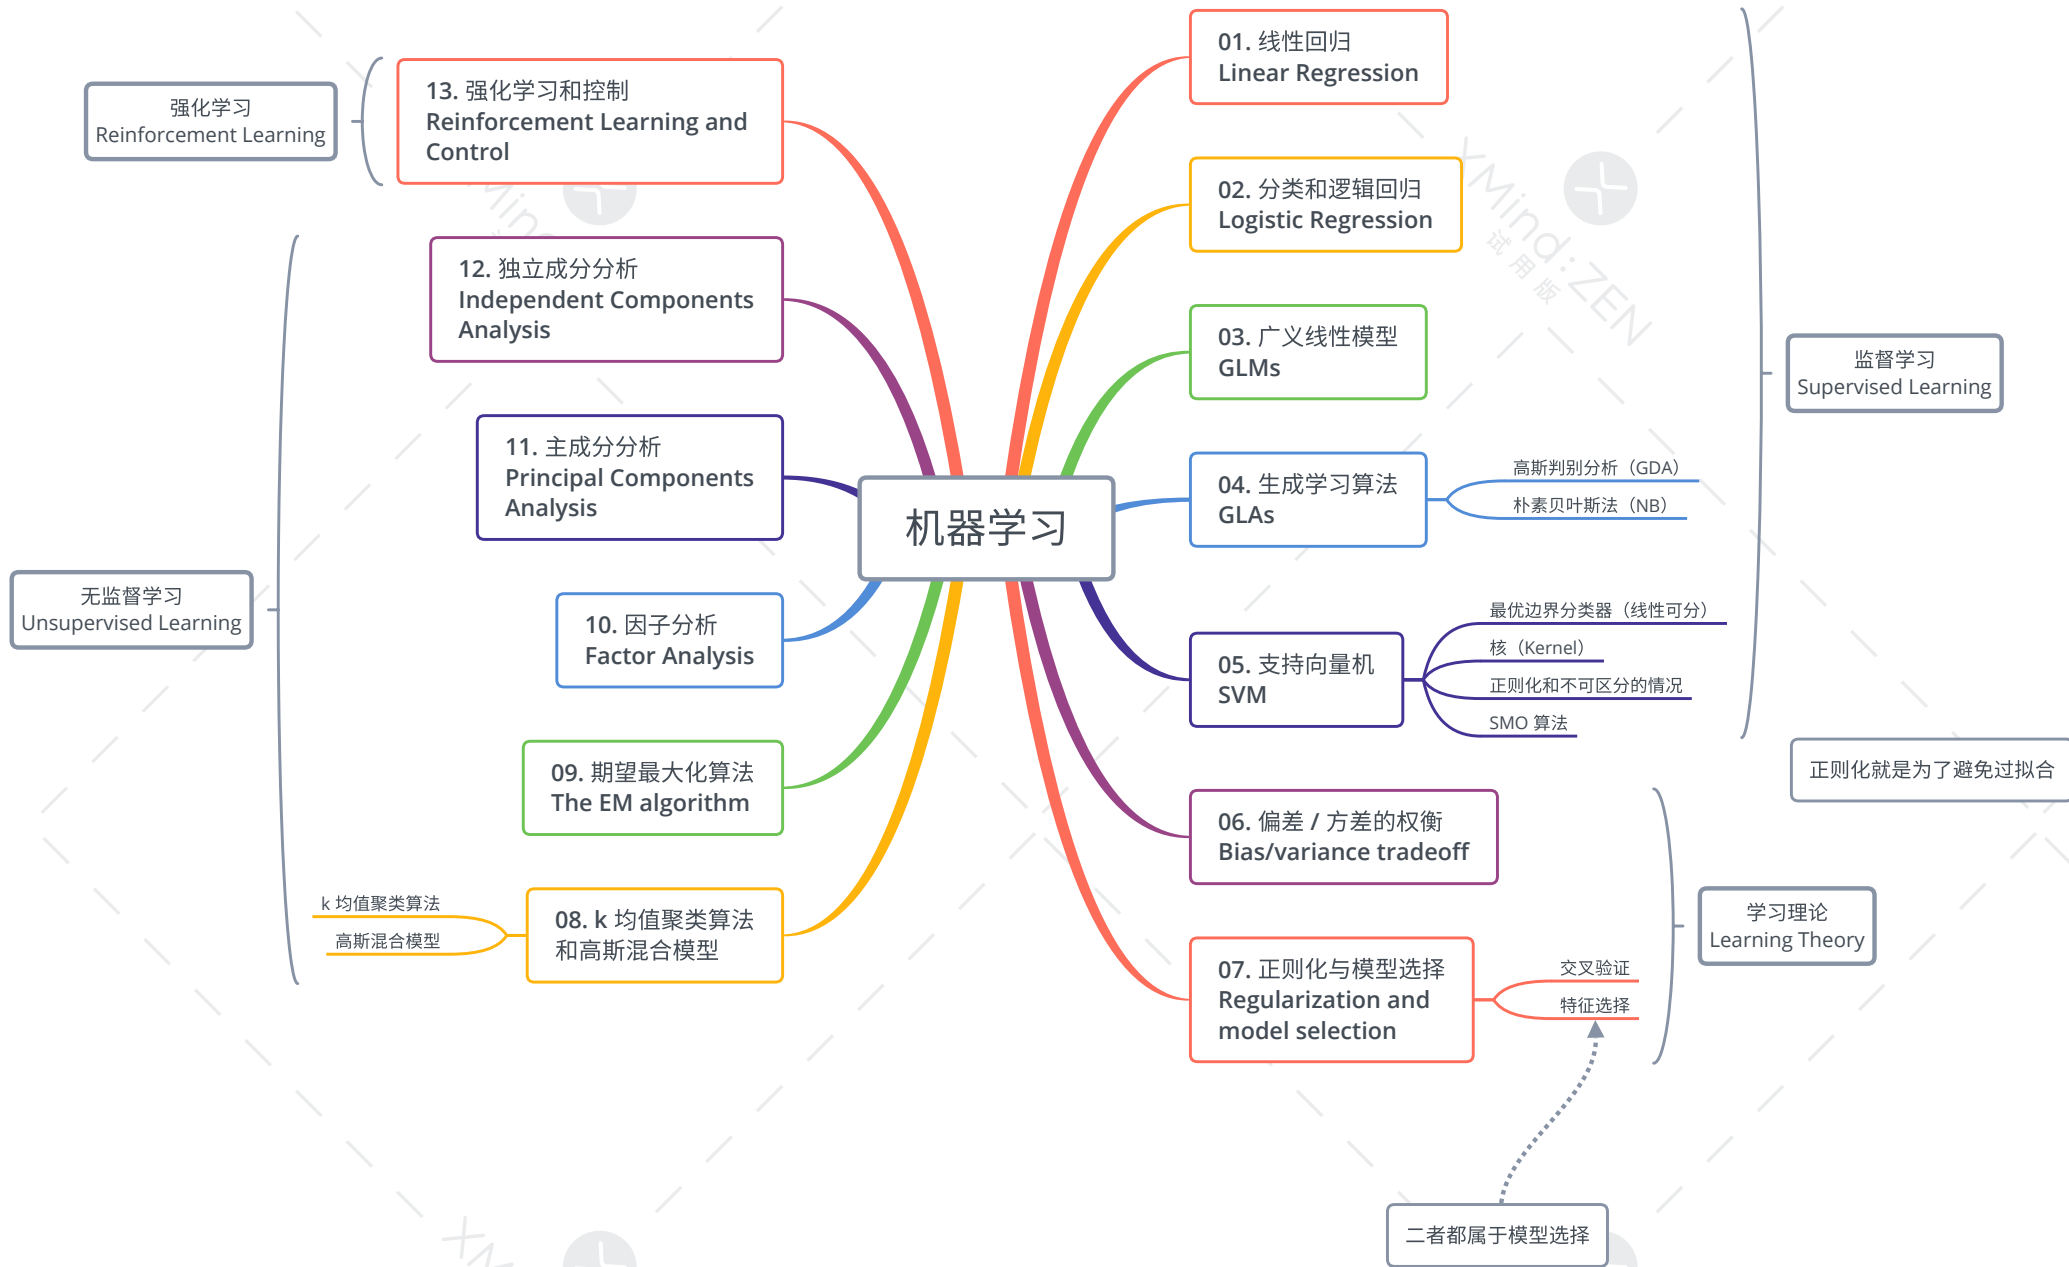 机器学习
01. 线性回归
Linear Regression
02. 分类和逻辑回归
Logistic Regression
03. 广义线性模型
GLMs
04. 生成学习算法
GLAs
高斯判别分析（GDA）
朴素贝叶斯法（NB）
05. 支持向量机
SVM
最优边界分类器（线性可分）
核（Kernel）
正则化和不可区分的情况
SMO 算法
监督学习
Supervised Learning
正则化就是为了避免过拟合
06. 偏差 / 方差的权衡
Bias/variance tradeoff
07. 正则化与模型选择
Regularization and
model selection
交叉验证
特征选择
学习理论
Learning Theory
二者都属于模型选择
08. k 均值聚类算法
和高斯混合模型
k 均值聚类算法
高斯混合模型
09. 期望最大化算法
The EM algorithm
10. 因子分析
Factor Analysis
11. 主成分分析
Principal Components
Analysis
12. 独立成分分析
Independent Components
Analysis
无监督学习
Unsupervised Learning
13. 强化学习和控制
Reinforcement Learning and
Control
强化学习
Reinforcement Learning
XMind:ZEN
试用版
XMin
XM